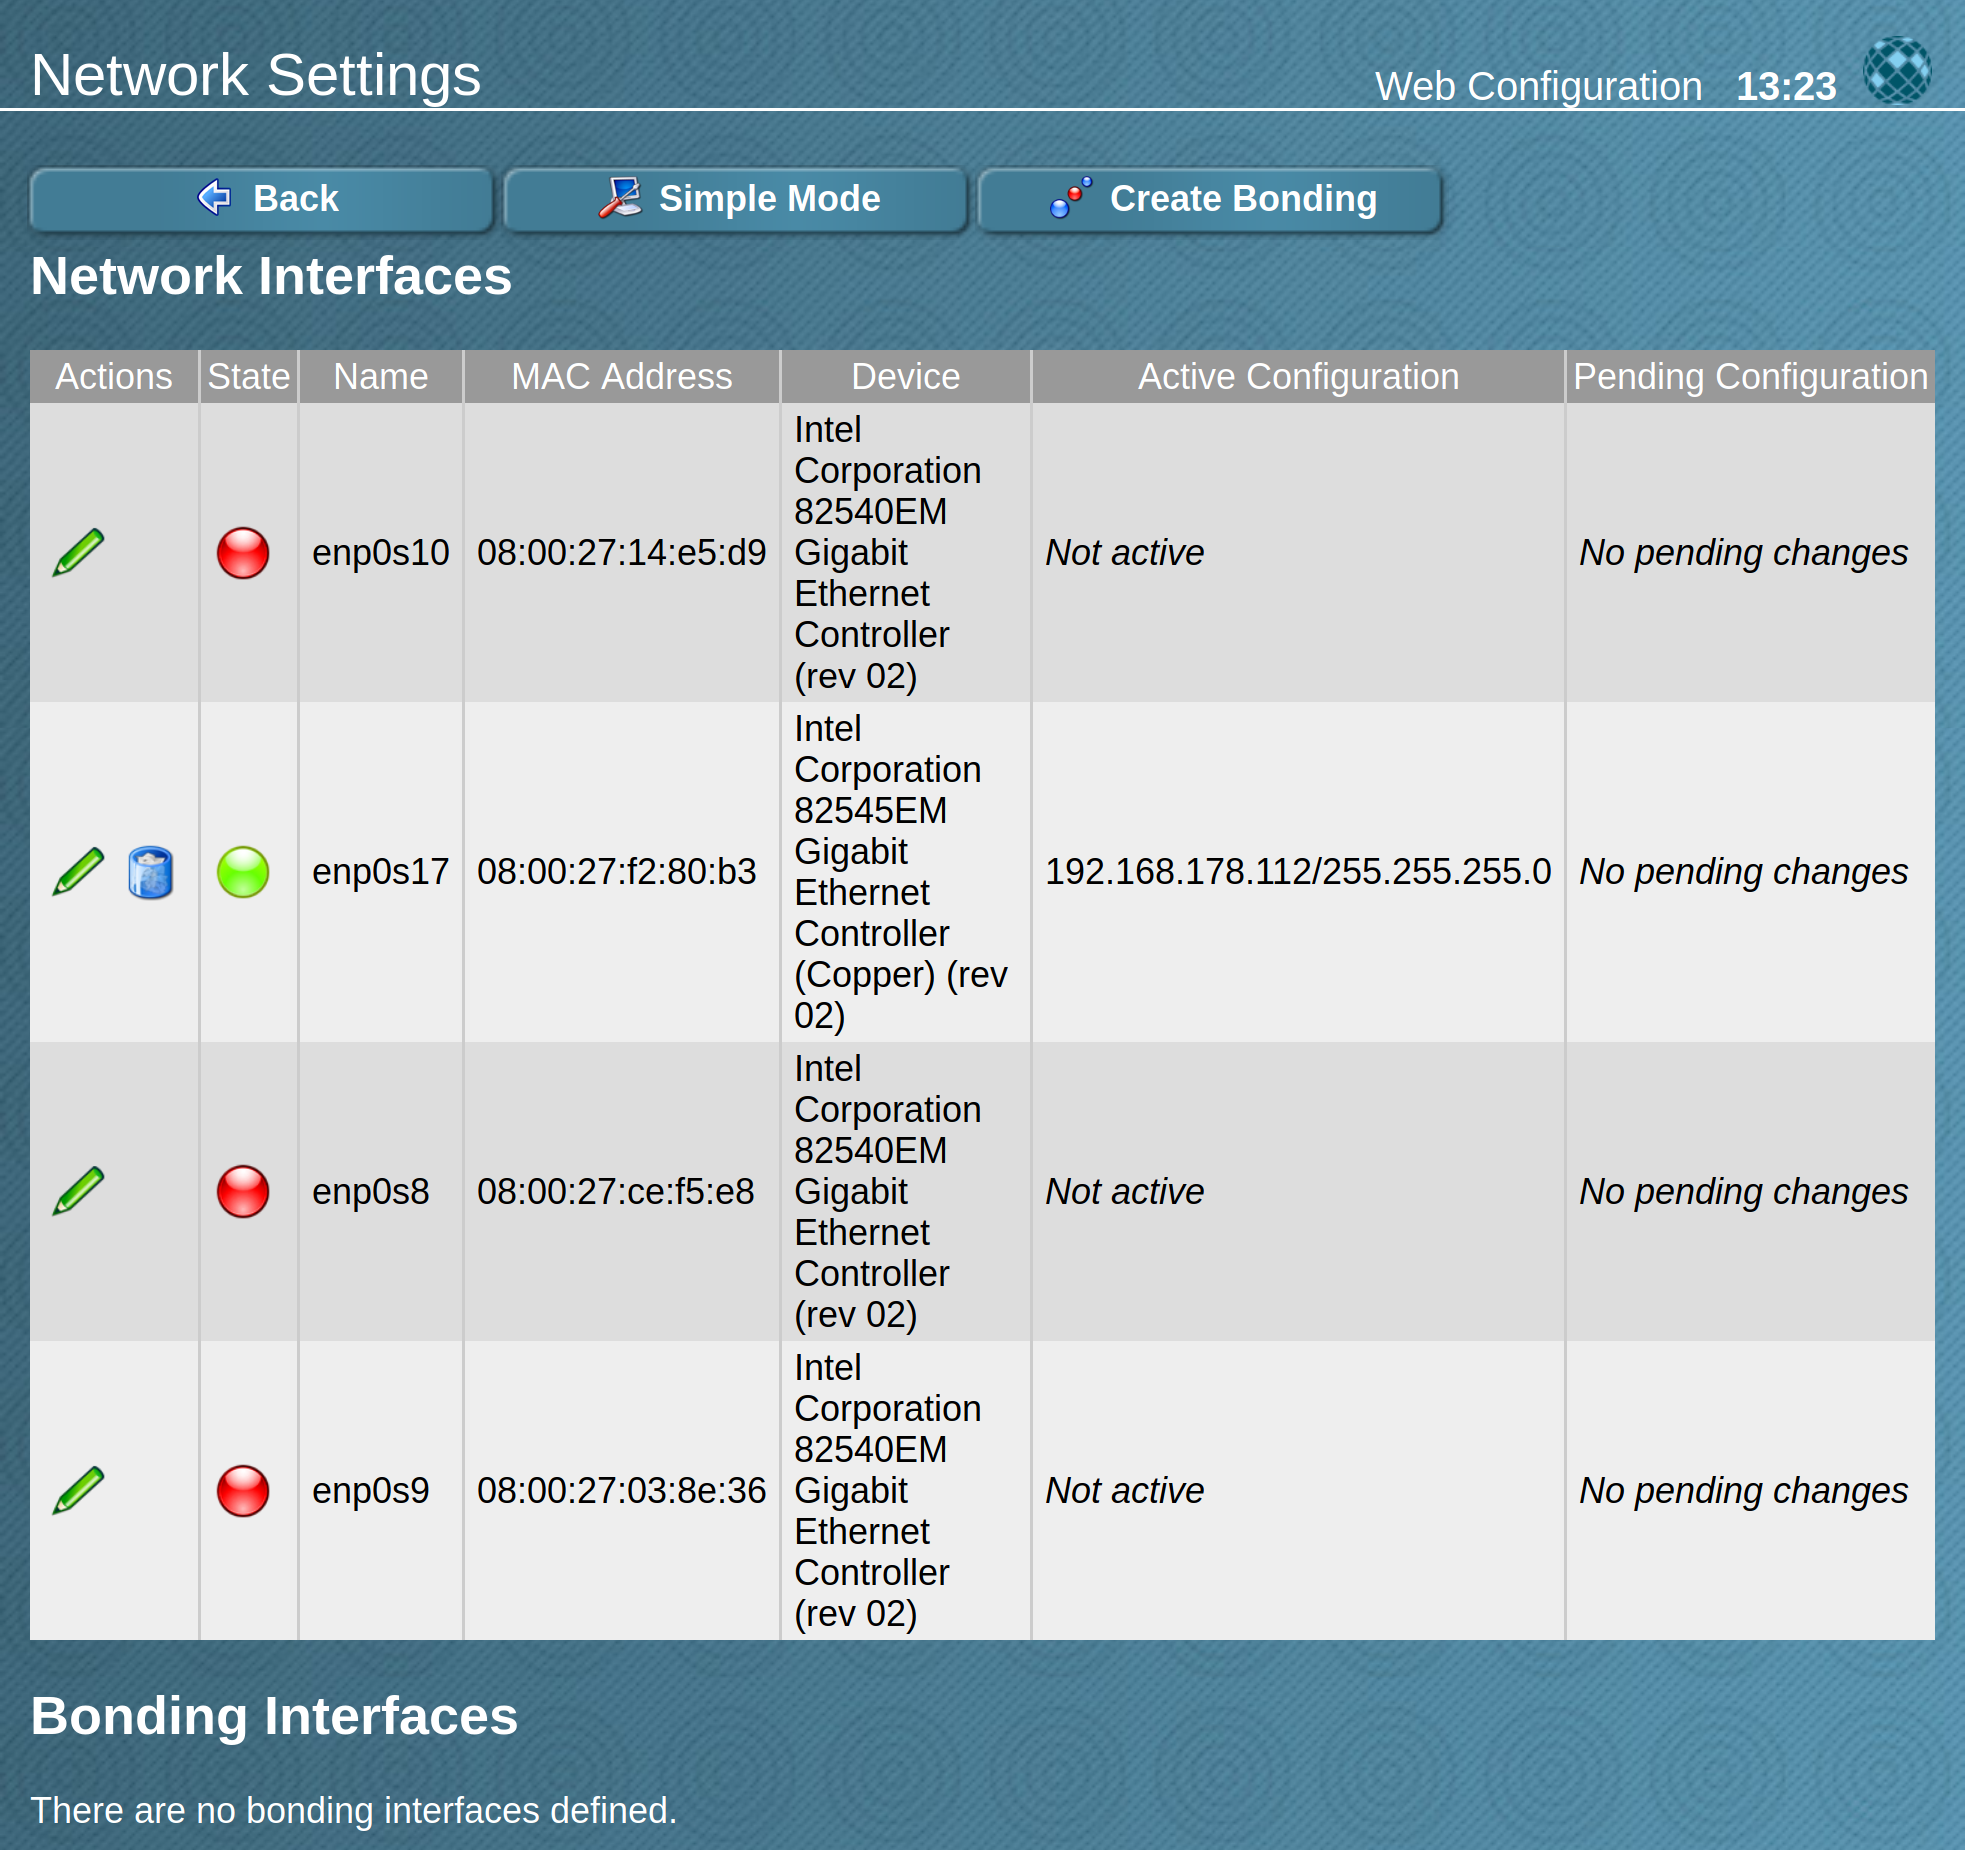 Network Settings
Web Configuration 13:23
Back
Simple Mode
Create Bonding
Network Interfaces
Actions State Name MAC Address Device Active Configuration Pending Configuration
enp0s10 08:00:27:14:e5:d9
Intel
Corporation
82540EM
Gigabit
Ethernet
Controller
(rev 02)
Not active
No pending changes
enp0s17 08:00:27:f2:80:b3
Intel
Corporation
82545EM
Gigabit
Ethernet
Controller
(Copper) (rev
02)
192.168.178.112/255.255.255.0
No pending changes
enp0s8 08:00:27:ce:f5:e8
Intel
Corporation
82540EM
Gigabit
Ethernet
Controller
(rev 02)
Not active
No pending changes
enp0s9 08:00:27:03:8e:36
Intel
Corporation
82540EM
Gigabit
Ethernet
Controller
(rev 02)
Not active
No pending changes
Bonding Interfaces
There are no bonding interfaces defined.